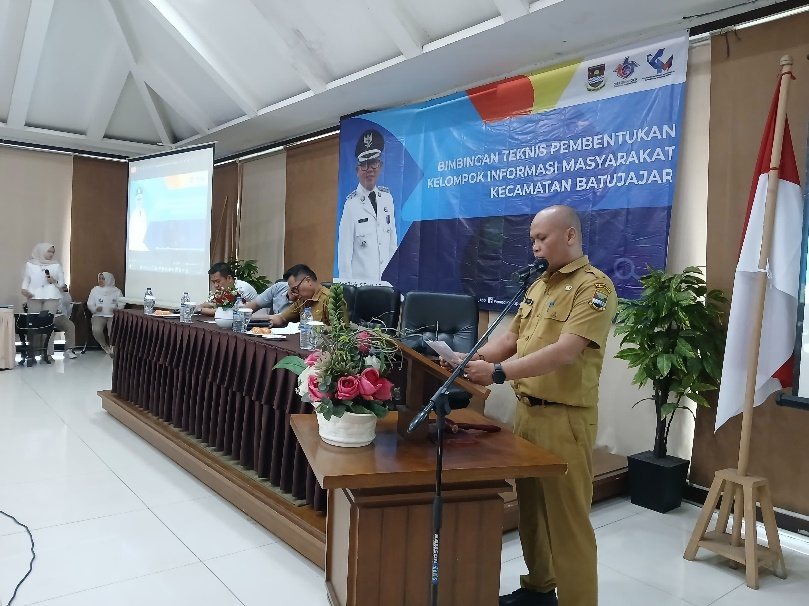 BIMBINGAN TEKNIS PEMBENTUKAN
KELOMPOK INFORMASI MASYARAKAT
KECAMATAN BATUJAJAR